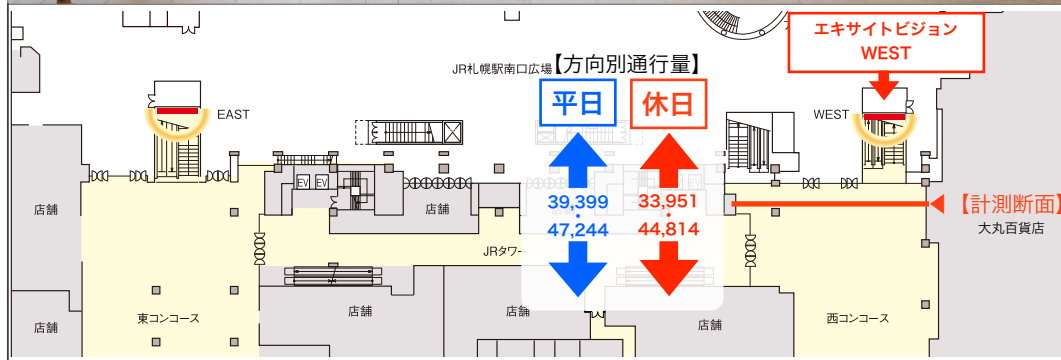 エキサイトビジョン
WEST
JR札幌駅南口広場
【方向別通行量】
平日
休日
EAST
WEST
EV
EV
39,399
・
47,244
33,951
・
44,814
【計測断面】
大丸百貨店
店舗
店舗
JRタワー
店舗
東コンコース
店舗
店舗
店舗
西コンコース
店舗